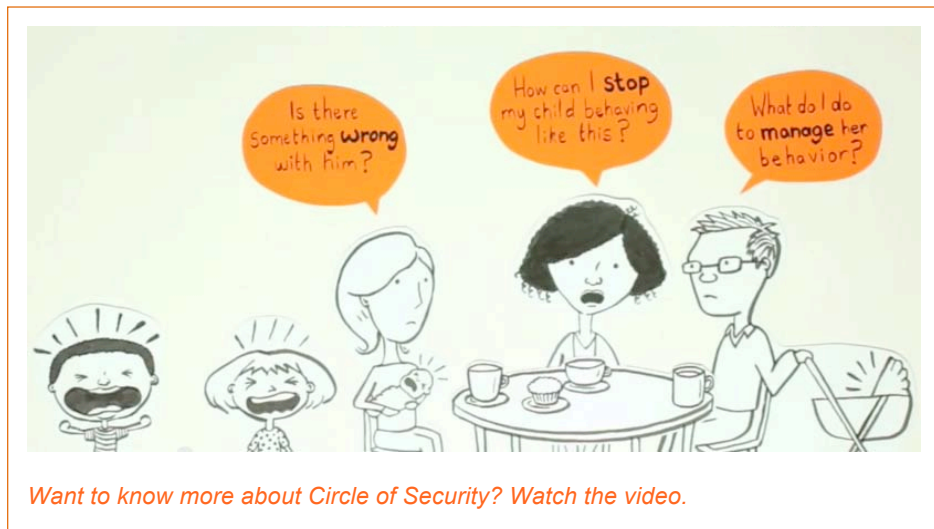 Is there
something wrong
with him?
How can I stop
my child behaving
like this?
What do I do
to manage her
behavior?
Want to know more about Circle of Security? Watch the video.